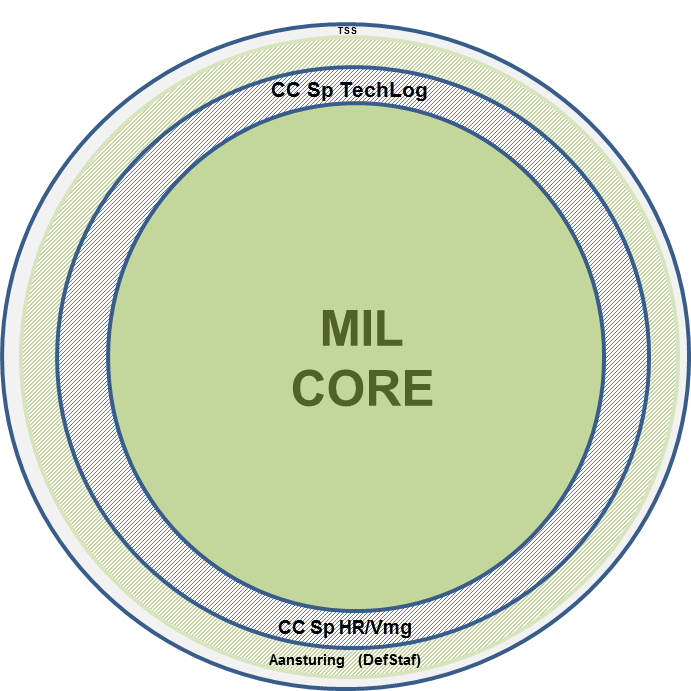 TSS
CC Sp TechLog
MIL
CORE
CC Sp HR/Vmg
Aansturing (DefStaf)